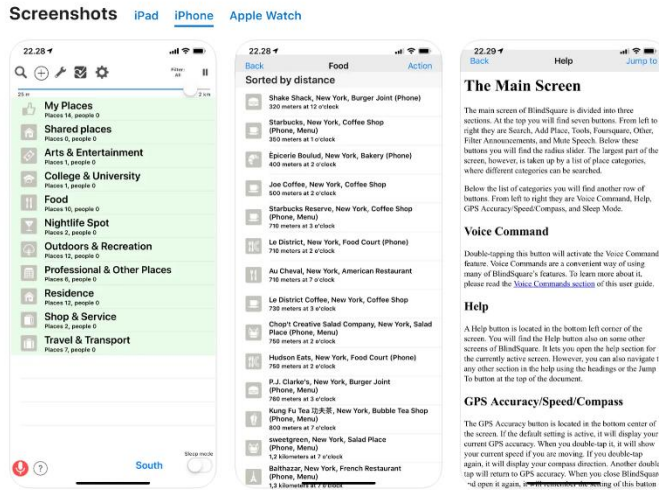 Screenshots iPad iPhone Apple Watch
22.28
Filter:
All
25 m
2 km
My Places
Places 14, people 0
Shared places
Places 0, people 0
Arts & Entertainment
Places 1, people 0
College & University
Places 1, people 0
Food
Places 10, people 0
Nightlife Spot
Places 2, people 0
Outdoors & Recreation
Places 12, people 0
Professional & Other Places
Places 6, people 0
Residence
Places 12, people 0
Shop & Service
Places 2, people 0
Travel & Transport
Places 7, people 0
Sleep mode
? South
22.28
Back Food Action
Sorted by distance
Shake Shack, New York, Burger Joint (Phone)
320 meters at 12 o'clock
Starbucks, New York, Coffee Shop
(Phone, Menu)
350 meters at 1 o'clock
Épicerie Boulud, New York, Bakery (Phone)
400 meters at 2 o'clock
Joe Coffee, New York, Coffee Shop
500 meters at 2 o'clock
Starbucks Reserve, New York, Coffee Shop
(Phone, Menu)
710 meters at 3 o'clock
Le District, New York, Food Court (Phone)
710 meters at 2 o'clock
Au Cheval, New York, American Restaurant
710 meters at 7 o'clock
Le District Coffee, New York, Coffee Shop
730 meters at 3 o'clock
Chop't Creative Salad Company, New York, Salad
Place (Phone, Menu)
750 meters at 2 o'clock
Hudson Eats, New York, Food Court (Phone)
750 meters at 2 o'clock
P.J. Clarke's, New York, Burger Joint
(Phone, Menu)
760 meters at 3 o'clock
Kung Fu Tea 功夫茶, New York, Bubble Tea Shop
(Phone, Menu)
800 meters at 7 o'clock
sweetgreen, New York, Salad Place
(Phone, Menu)
1,2 kilometers at 7 o'clock
Balthazar, New York, French Restaurant
(Phone, Menu)
1,3 kilometers at 7 o'clock
22.29
Back Help Jump to
The Main Screen
The main screen of BlindSquare is divided into three
sections. At the top you will find seven buttons. From left to
right they are Search, Add Place, Tools, Foursquare, Other,
Filter Announcements, and Mute Speech. Below these
buttons you will find the radius slider. The largest part of the
screen, however, is taken up by a list of place categories,
where different categories can be searched.
Below the list of categories you will find another row of
buttons. From left to right they are Voice Command, Help,
GPS Accuracy/Speed/Compass, and Sleep Mode.
Voice Command
Double-tapping this button will activate the Voice Command
feature. Voice Commands are a convenient way of using
many of BlindSquare's features. To learn more about it,
please read the Voice Commands section of this user guide.
Help
A Help button is located in the bottom left corner of the
screen. You will find the Help button also on some other
screens of BlindSquare. It lets you open the help section for
the currently active screen. However, you can also navigate t
any other section in the help using the headings or the Jump
To button at the top of the document.
GPS Accuracy/Speed/Compass
The GPS Accuracy button is located in the bottom center of
the screen. If the default setting is active, it will display your
current GPS accuracy. When you double-tap it, it will show
your current speed if you are moving. If you double-tap
again, it will display your compass direction. Another double
tap will return to GPS accuracy. When you close BlindSquare
and open it again, it will remember the setting of this button